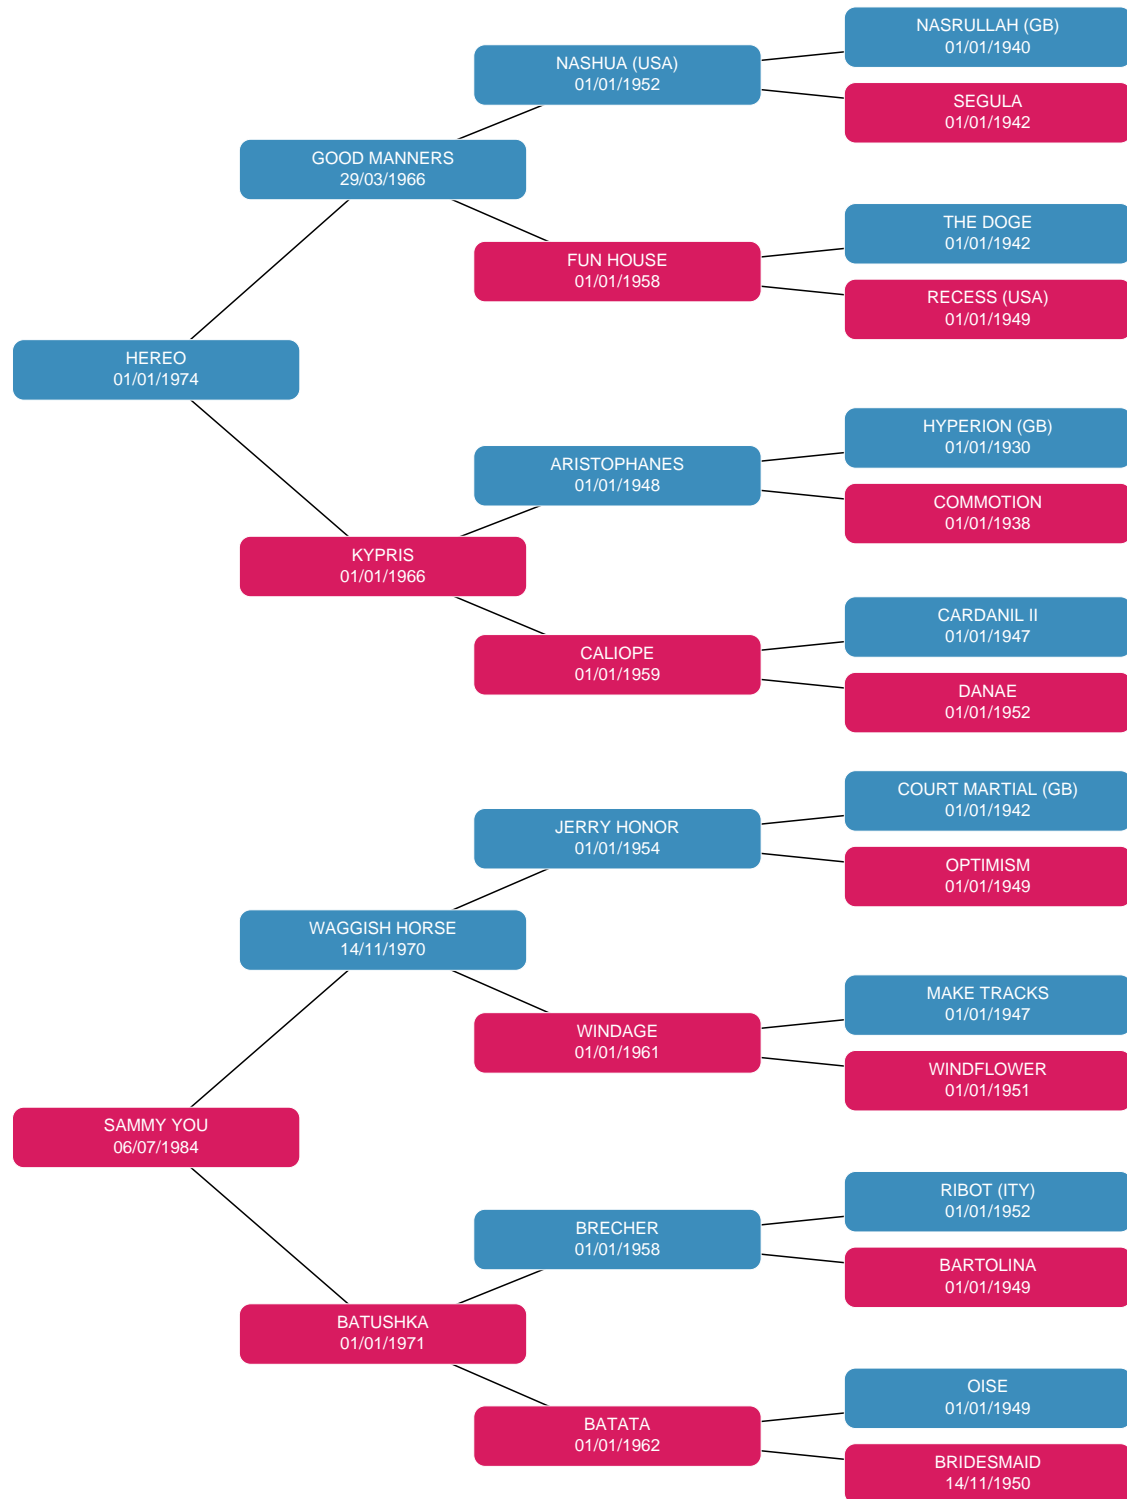 NASRULLAH (GB)
01/01/1940
NASHUA (USA)
01/01/1952
SEGULA
01/01/1942
GOOD MANNERS
29/03/1966
THE DOGE
01/01/1942
FUN HOUSE
01/01/1958
RECESS (USA)
01/01/1949
HEREO
01/01/1974
HYPERION (GB)
01/01/1930
ARISTOPHANES
01/01/1948
COMMOTION
01/01/1938
KYPRIS
01/01/1966
CARDANIL II
01/01/1947
CALIOPE
01/01/1959
DANAE
01/01/1952
COURT MARTIAL (GB)
01/01/1942
JERRY HONOR
01/01/1954
OPTIMISM
01/01/1949
WAGGISH HORSE
14/11/1970
MAKE TRACKS
01/01/1947
WINDAGE
01/01/1961
WINDFLOWER
01/01/1951
SAMMY YOU
06/07/1984
RIBOT (ITY)
01/01/1952
BRECHER
01/01/1958
BARTOLINA
01/01/1949
BATUSHKA
01/01/1971
OISE
01/01/1949
BATATA
01/01/1962
BRIDESMAID
14/11/1950